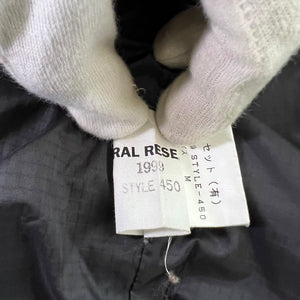 RAL RESE
1999
STYLE 450
セット(有)
STYLE-450
M